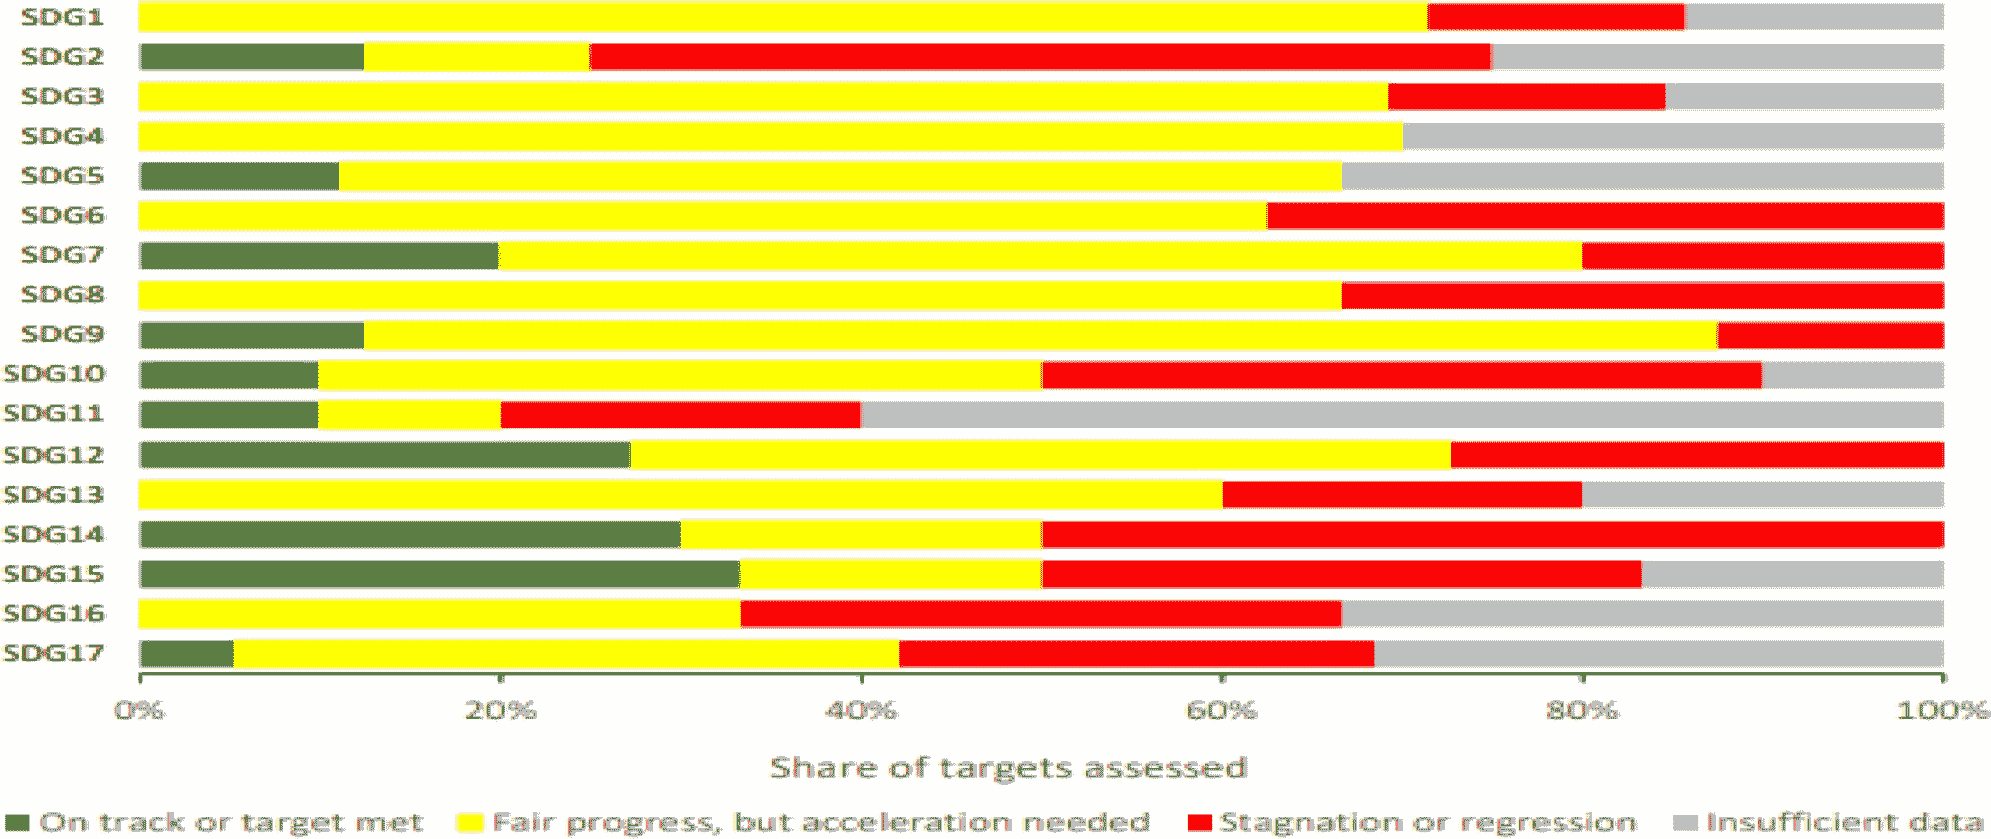 SDG1
SDG2
SDG3
SDG4
SDG5
SDG6
SDG7
SDG8
SDG9
SDG10
SDG11
SDG12
SDG13
SDG14
SDG15
SDG16
SDG17
0% 20% 40% 60% 80% 100%
Share of targets assessed
On track or target met Fair progress, but acceleration needed Stagnation or regression Insufficient data